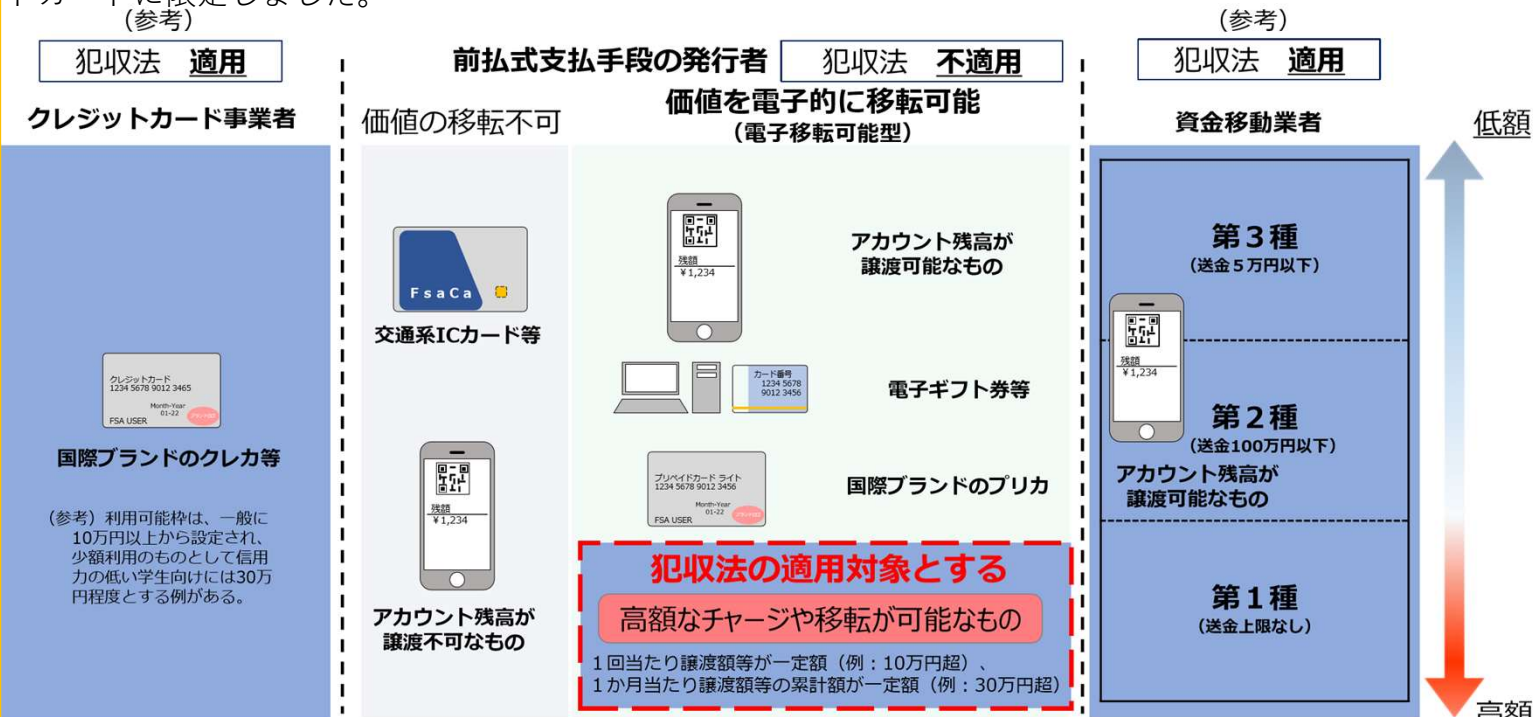 ドカードに限定しました。
(参考)
犯収法 適用
クレジットカード事業者
クレジットカード
1234 5678 9012 3465
Month-Year
01-22
FSA USER
国際ブランドのクレカ等
(参考)利用可能枠は、一般に
10万円以上から設定され、
少額利用のものとして信用
力の低い学生向けには30万
円程度とする例がある。
前払式支払手段の発行者
犯収法 不適用
価値の移転不可
FsaCa
交通系ICカード等
残額
¥1,234
アカウント残高が
譲渡不可なもの
価値を電子的に移転可能
(電子移転可能型)
残額
¥1,234
アカウント残高が
譲渡可能なもの
カード番号
1234 5678
9012 3456
電子ギフト券等
プリペイドカード ライト
1234 5678 9012 3456
Month-Year
01-22
FSA USER
国際ブランドのプリカ
犯収法の適用対象とする
高額なチャージや移転が可能なもの
1回当たり譲渡額等が一定額(例:10万円超)、
1か月当たり譲渡額等の累計額が一定額(例:30万円超)
(参考)
犯収法 適用
資金移動業者
第3種
(送金5万円以下)
残額
¥1,234
第2種
(送金100万円以下)
アカウント残高が
譲渡可能なもの
第1種
(送金上限なし)
低額
高額